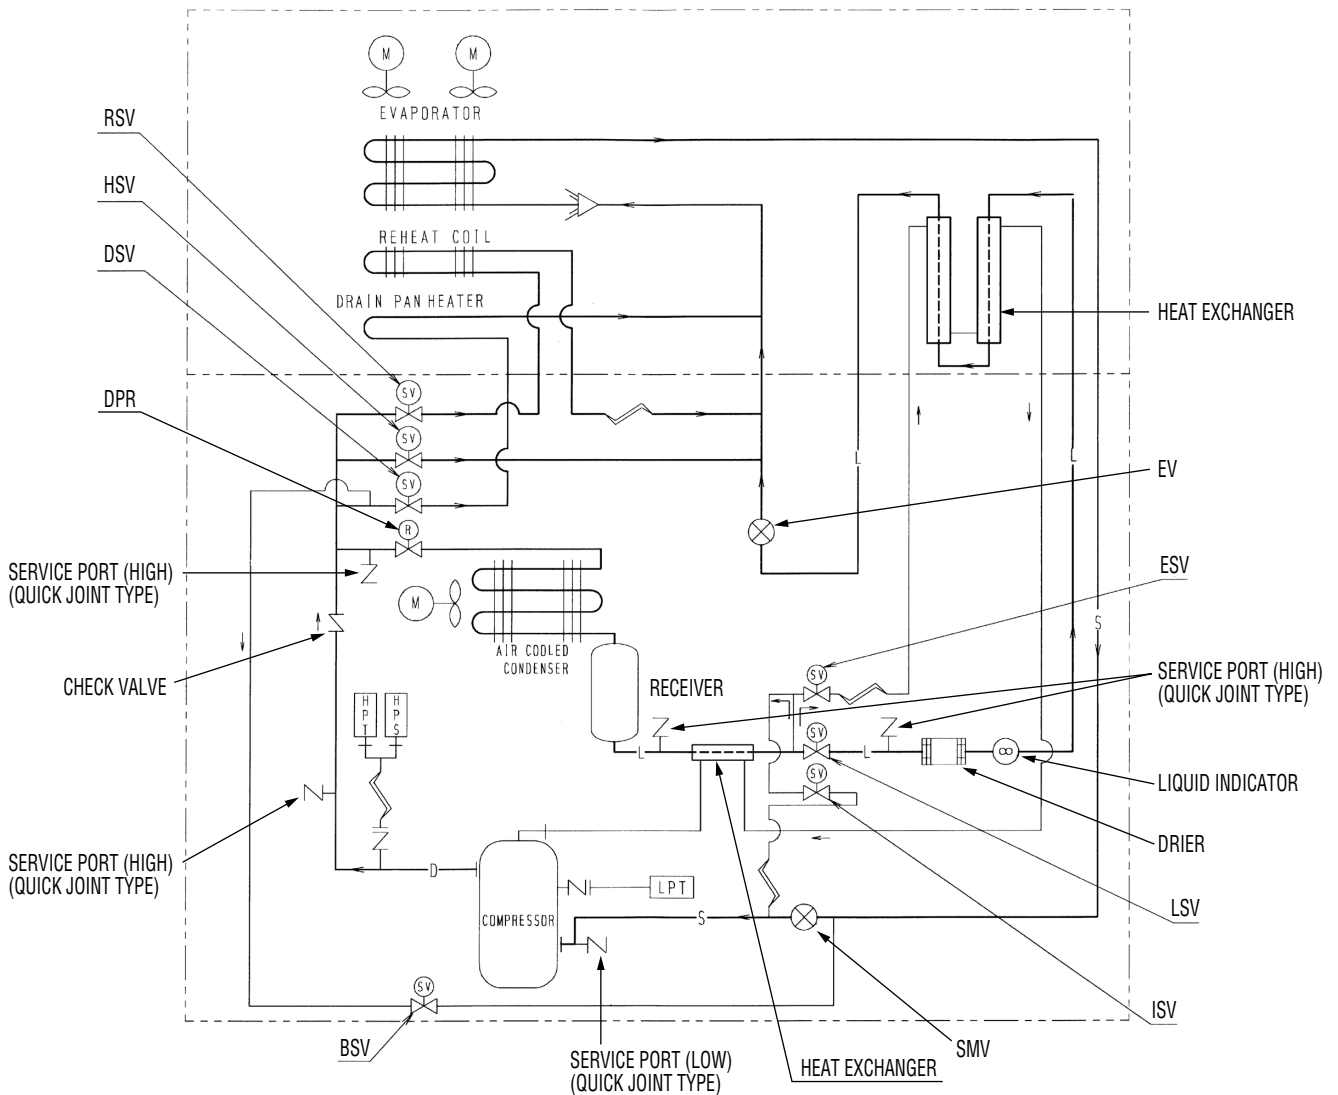 M
M
EVAPORATOR
RSV
HSV
REHEAT COIL
DSV
DRAIN PAN HEATER
HEAT EXCHANGER
SV
DPR
SV
L
L
EV
SV
R
ESV
SERVICE PORT (HIGH)
(QUICK JOINT TYPE)
M
S
AIR COOLED
CONDENSER
SERVICE PORT (HIGH)
(QUICK JOINT TYPE)
CHECK VALVE
RECEIVER
SV
HPT
HPS
SV
L
L
LIQUID INDICATOR
SV
DRIER
SERVICE PORT (HIGH)
(QUICK JOINT TYPE)
D
LPT
LSV
COMPRESSOR
S
SV
ISV
BSV
SERVICE PORT (LOW)
(QUICK JOINT TYPE)
HEAT EXCHANGER
SMV